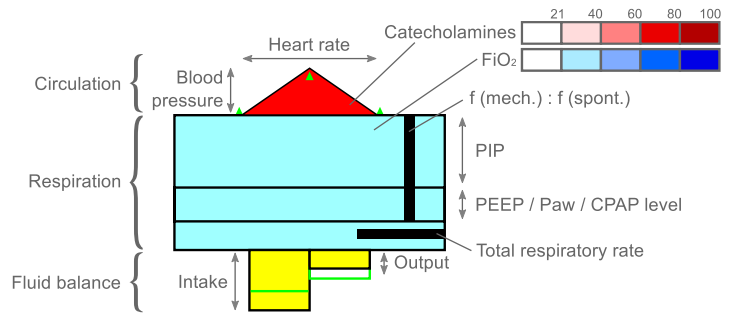 21 40 60 80 100
Catecholamines
Heart rate
FiO₂
Circulation
Blood
pressure
f (mech.) : f (spont.)
PIP
Respiration
PEEP / Paw / CPAP level
Total respiratory rate
Fluid balance
Intake
Output